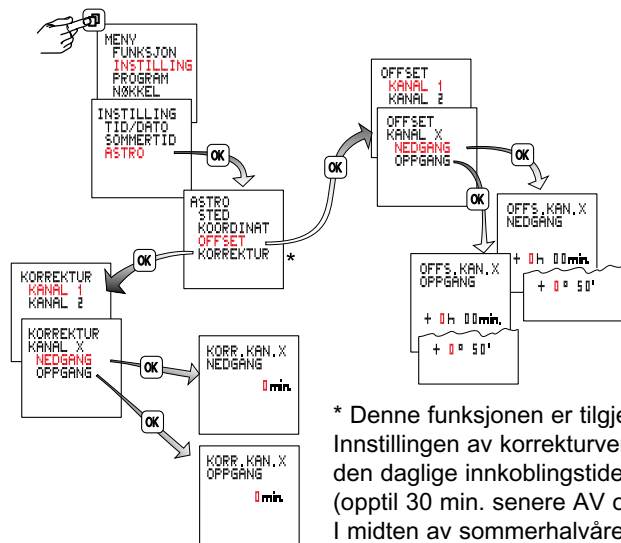 MENY
FUNKSJON
INSTILLING
PROGRAM
NØKKEL
INSTILLING
TID/DATO
SOMMERTID
ASTRO
OK
ASTRO
STED
KOORDINAT
OFFSET
KORREKTUR
*
OK
OFFSET
KANAL 1
KANAL 2
OFFSET
KANAL X
NEDGANG
OPPGANG
OK
OFFS.KAN.X
NEDGANG
+ 0h 00min.
+ 0° 50'
OK
OFFS.KAN.X
OPPGANG
+ 0h 00min.
+ 0° 50'
OK
KORREKTUR
KANAL 1
KANAL 2
KORREKTUR
KANAL X
NEDGANG
OPPGANG
OK
KORR.KAN.X
NEDGANG
0min.
OK
KORR.KAN.X
OPPGANG
0min.
* Denne funksjonen er tilgje
Innstillingen av korrekturve
den daglige innkoblingstide
(opptil 30 min. senere AV o
I midten av sommerhalvåre